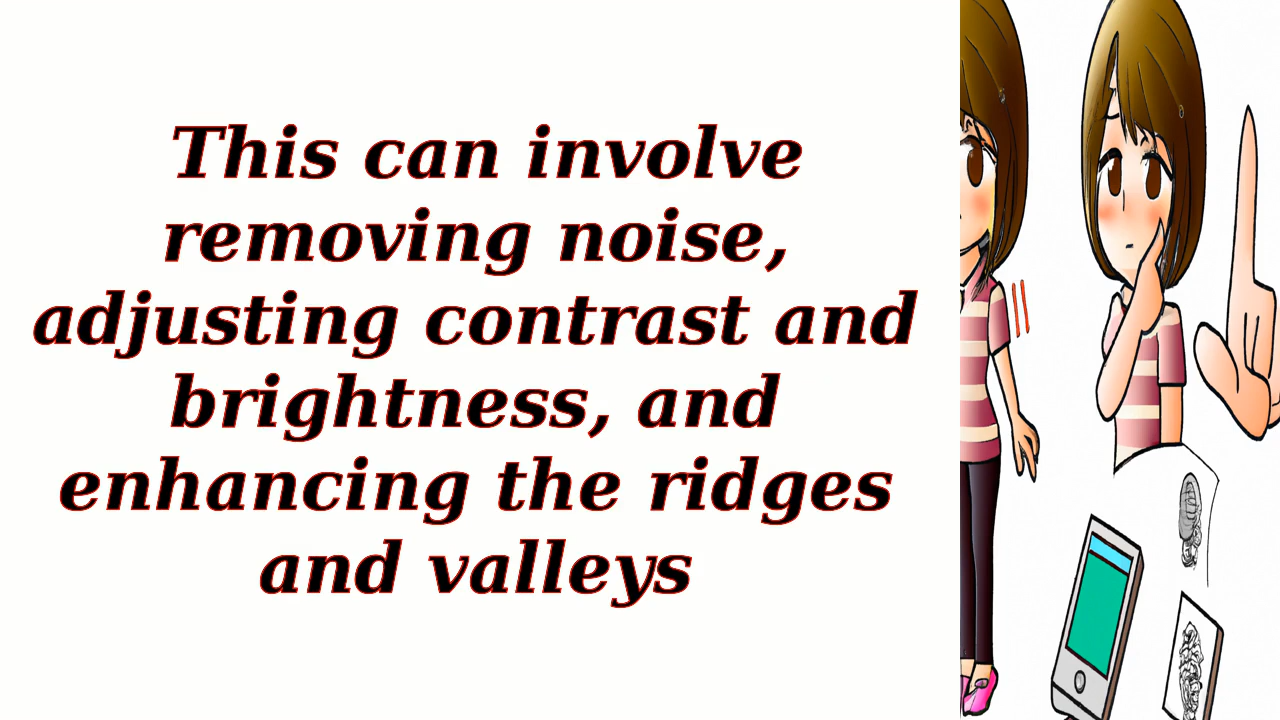 This can involve
removing noise,
adjusting contrast and
brightness, and
enhancing the ridges
and valleys